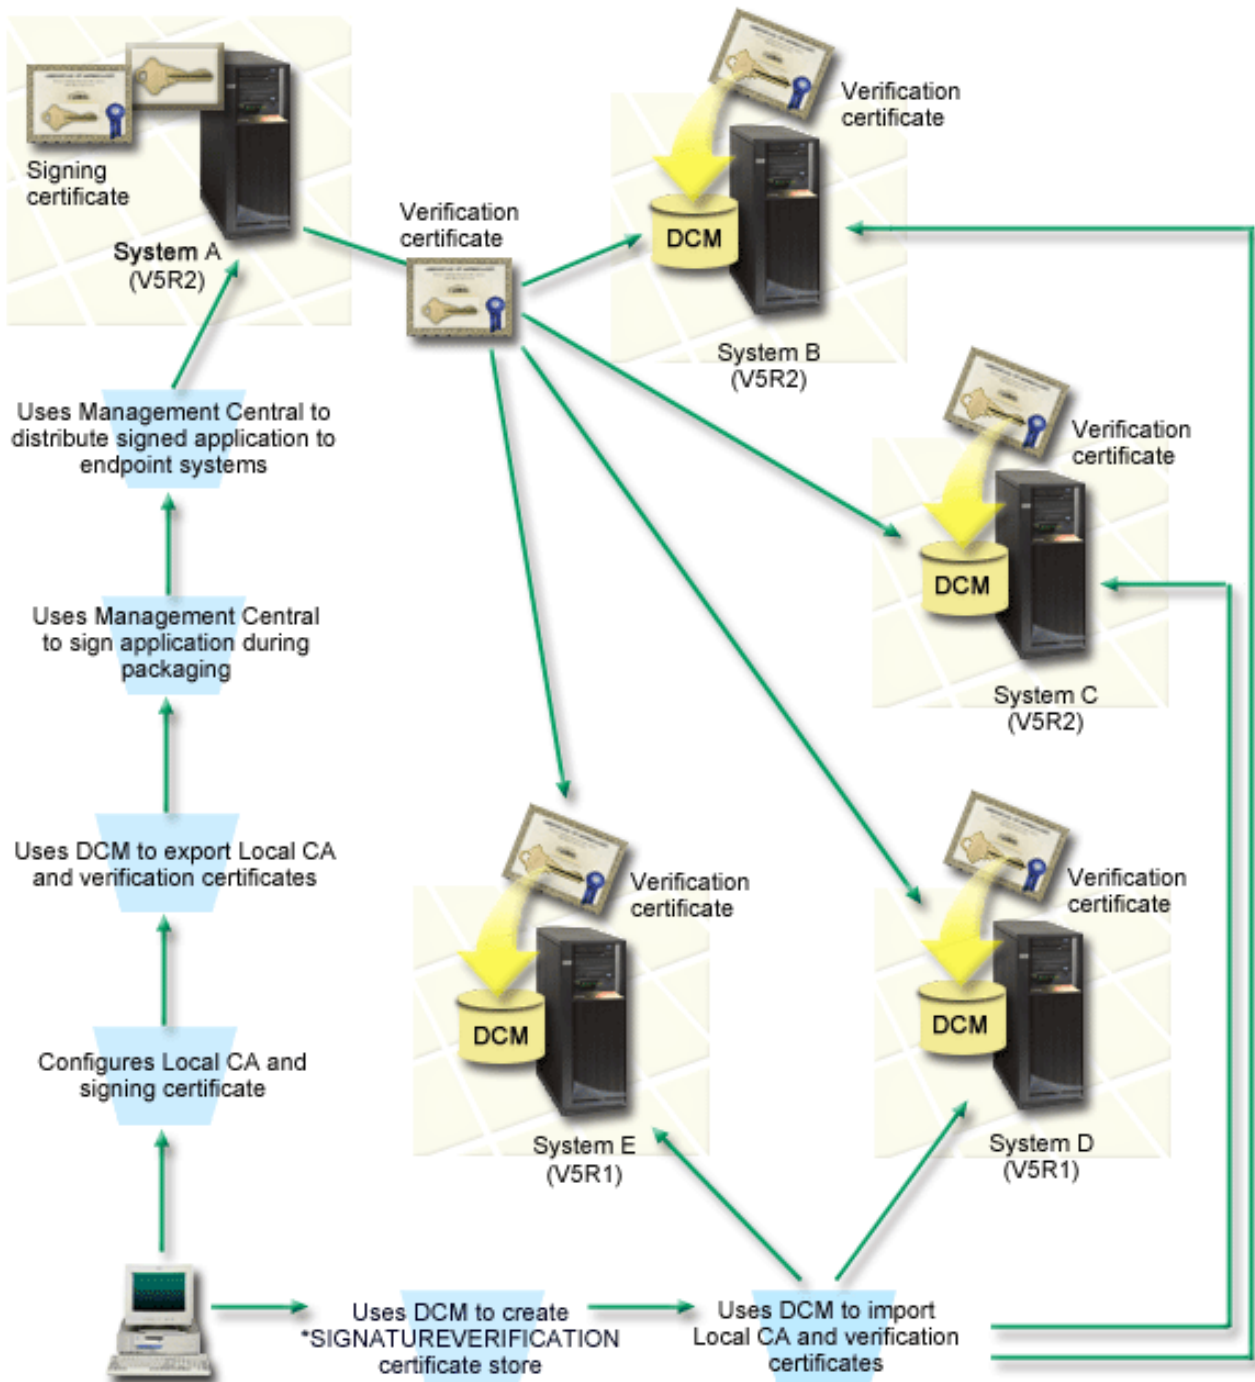 Signing
certificate
System A
(V5R2)
Verification
certificate
Verification
certificate
DCM
System B
(V5R2)
Verification
certificate
DCM
System C
(V5R2)
Uses Management Central to
distribute signed application to
endpoint systems
Uses Management Central
to sign application during
packaging
Uses DCM to export Local CA
and verification certificates
Configures Local CA and
signing certificate
Verification
certificate
DCM
System E
(V5R1)
Verification
certificate
DCM
System D
(V5R1)
Uses DCM to create
*SIGNATUREVERIFICATION
certificate store
Uses DCM to import
Local CA and verification
certificates